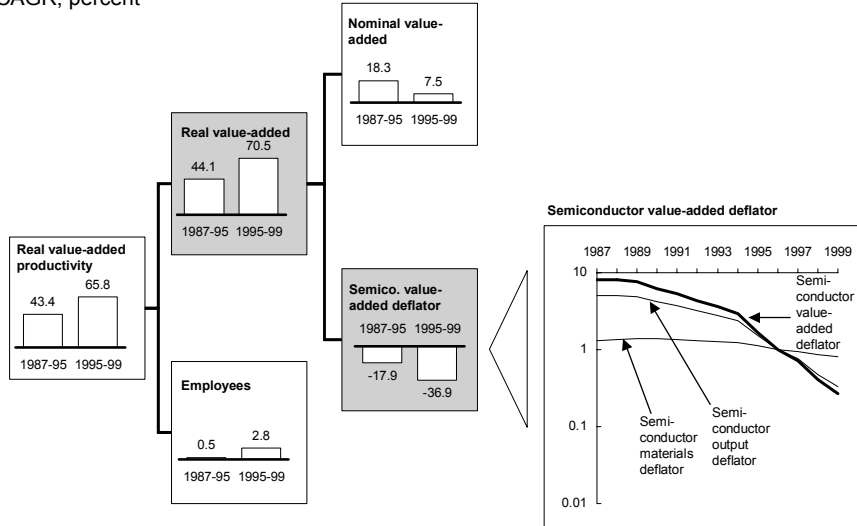 CAGR, percent
Nominal value-
added
18.3
7.5
1987-95 1995-99
Real value-added
70.5
44.1
1987-95 1995-99
Real value-added
productivity
65.8
43.4
1987-95 1995-99
Semico. value-
added deflator
1987-95 1995-99
-17.9
-36.9
Employees
2.8
0.5
1987-95 1995-99
Semiconductor value-added deflator
1987 1989 1991 1993 1995 1997 1999
10
1
0.1
0.01
Semi-
conductor
value-
added
deflator
Semi-
conductor
output
deflator
Semi-
conductor
materials
deflator